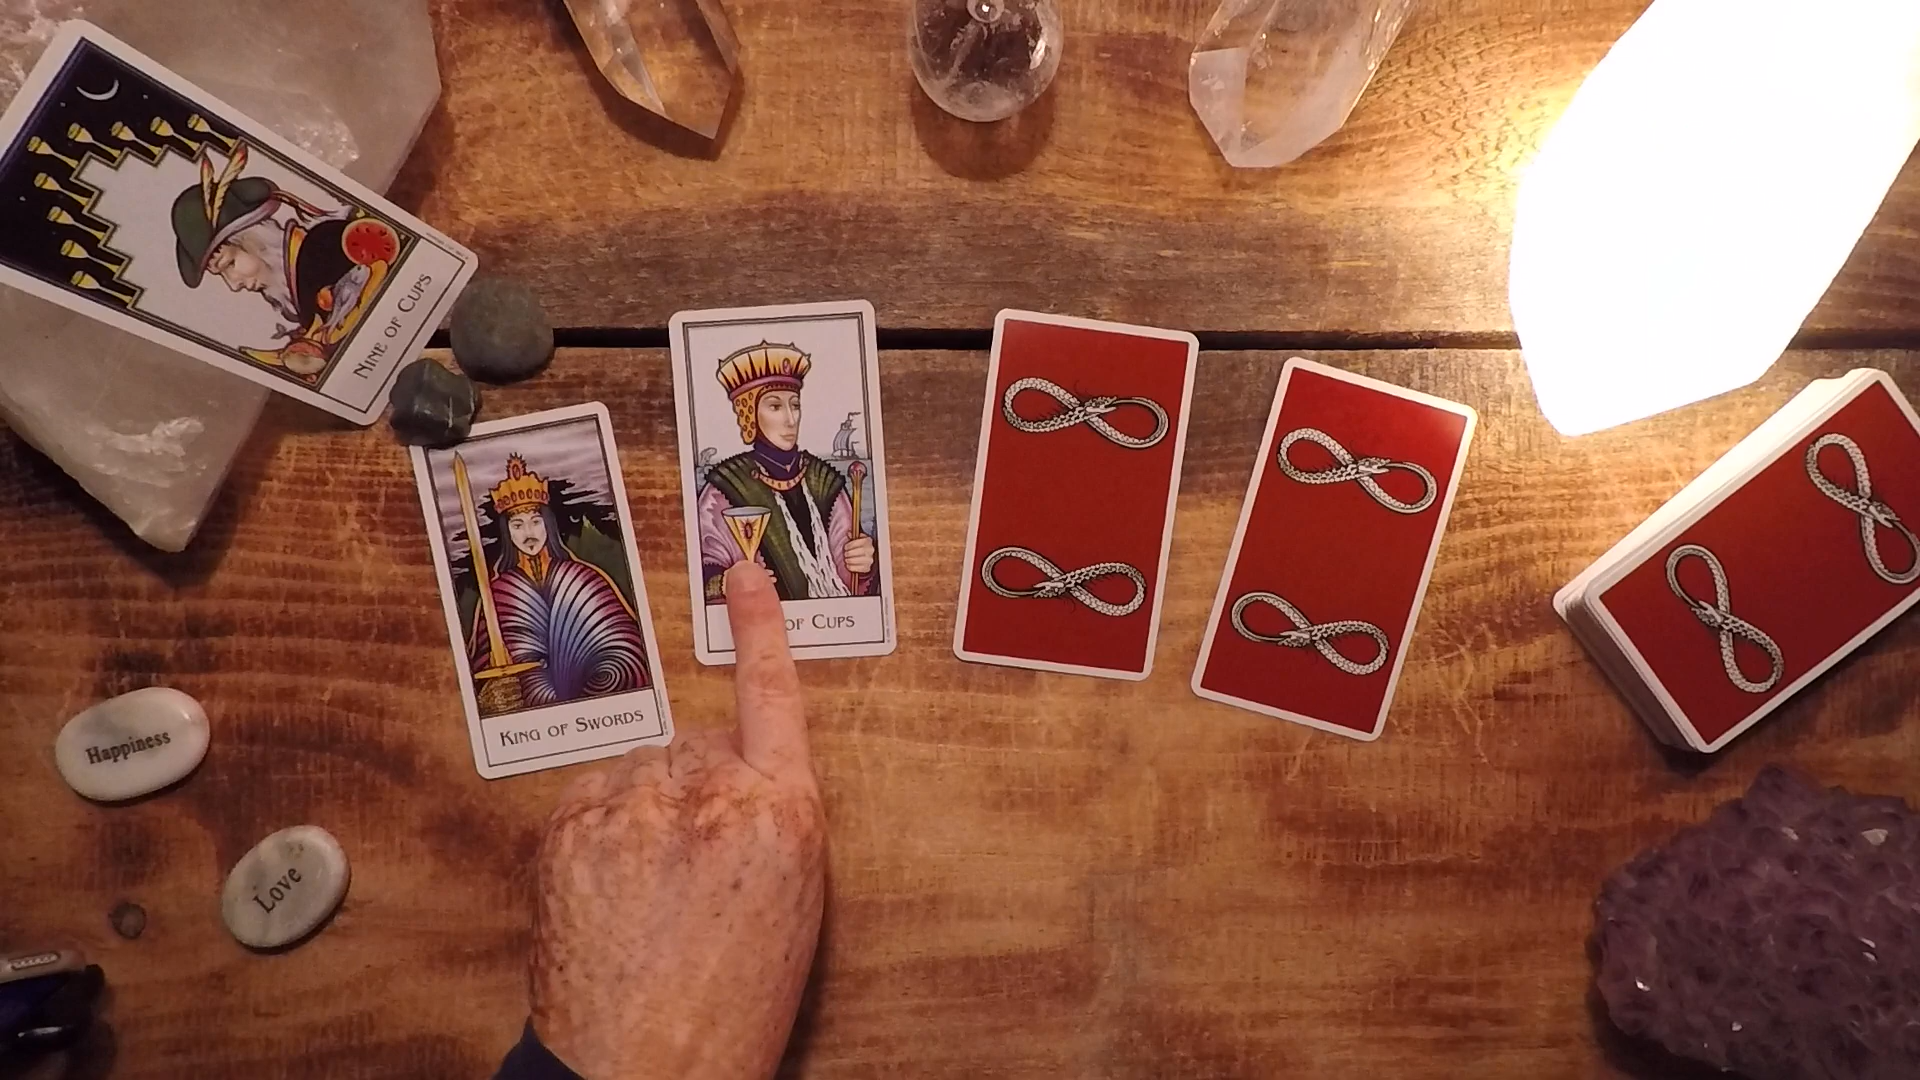 NINE OF CUPS
KING OF SWORDS
OF CUPS
Happiness
Love